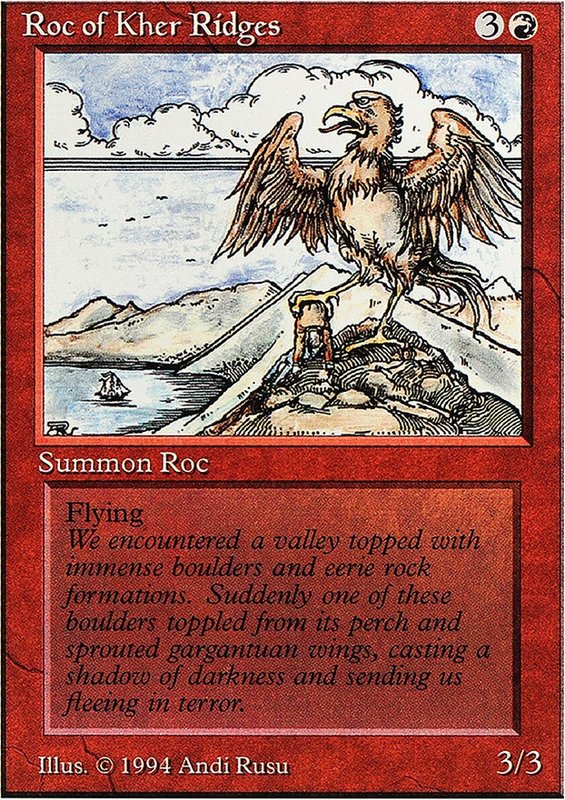 Roc of Kher Ridges 3
Summon Roc
Flying
We encountered a valley topped with
immense boulders and eerie rock
formations. Suddenly one of these
boulders toppled from its perch and
sprouted gargantuan wings, casting a
shadow of darkness and sending us
fleeing in terror.
Illus. © 1994 Andi Rusu 3/3